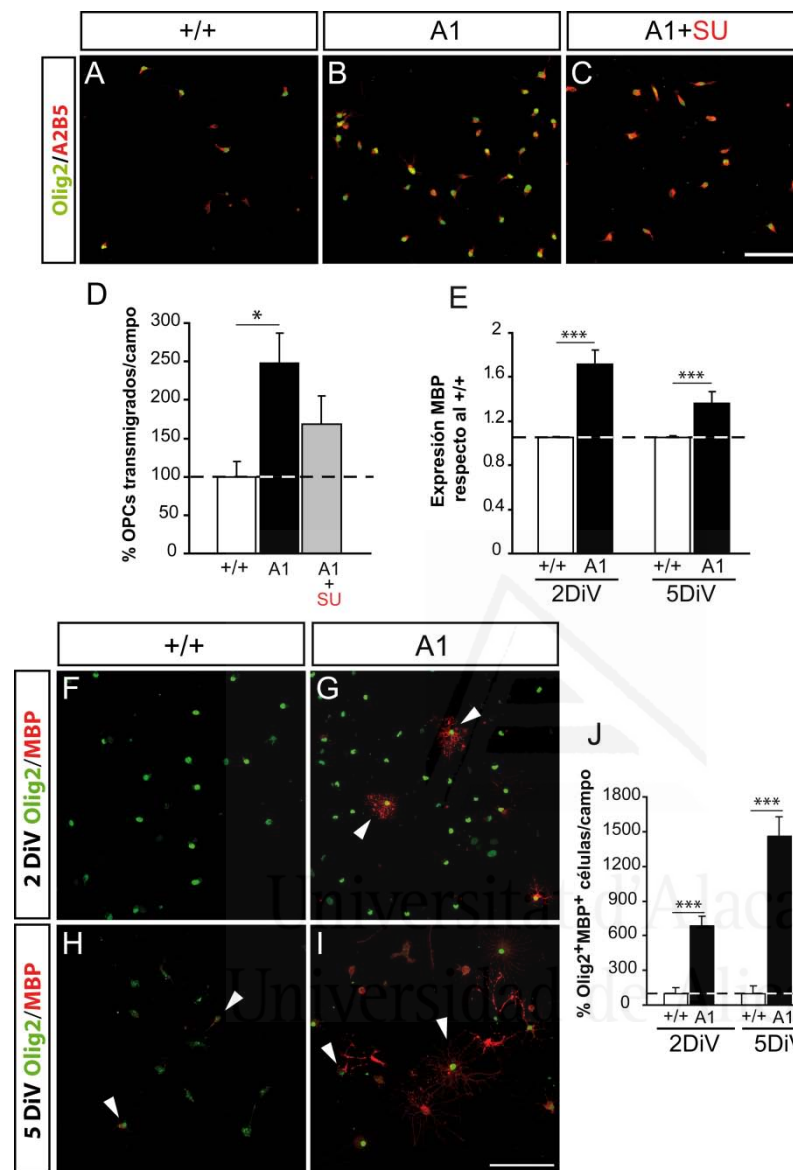 +/+ A1 A1+SU
Olig2/A2B5
A B C
D
% OPCs transmigrados/campo
300
250
200
150
100
50
0
*
+/+ A1 A1
+
SU
E
Expresión MBP
respecto al +/+
2
1.6
1.2
0.8
0.4
0
*** ***
+/+ A1 +/+ A1
2DiV 5DiV
+/+ A1
2 DiV Olig2/MBP
F G
5 DiV Olig2/MBP
H I
J
% Olig2+MBP+ células/campo
1800
1500
1200
900
600
300
0
*** ***
+/+ A1 +/+ A1
2DiV 5DiV
Universitat d'Alaca
Universidad de Alic